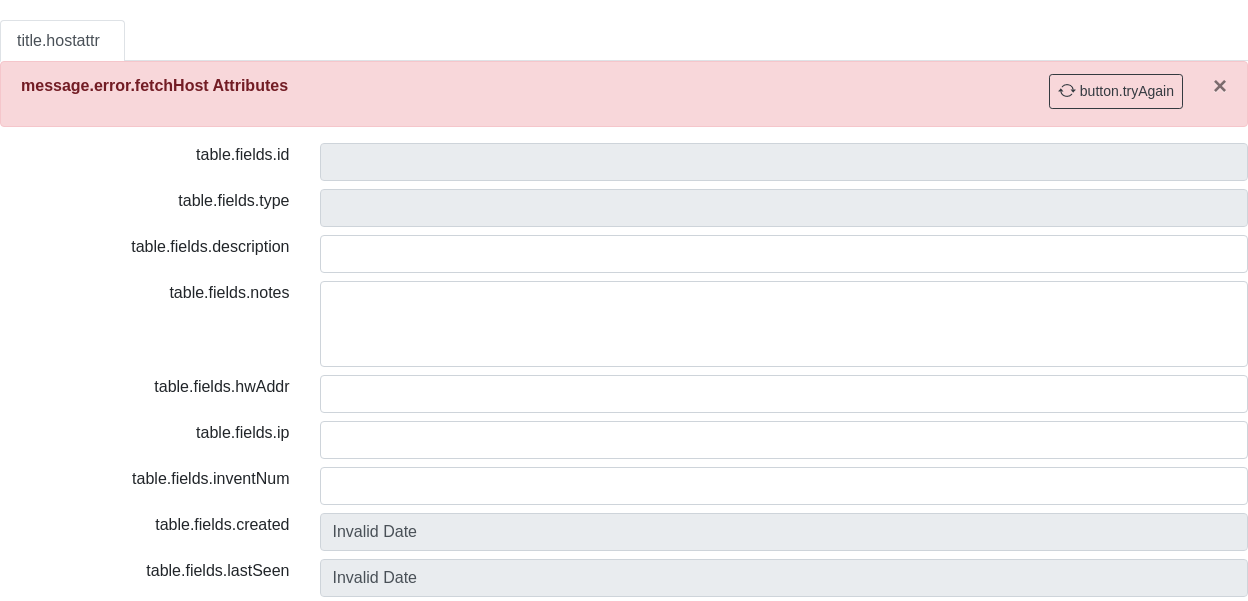 title.hostattr
message.error.fetchHost Attributes
button.tryAgain
×
table.fields.id
table.fields.type
table.fields.description
table.fields.notes
table.fields.hwAddr
table.fields.ip
table.fields.inventNum
table.fields.created
Invalid Date
table.fields.lastSeen
Invalid Date